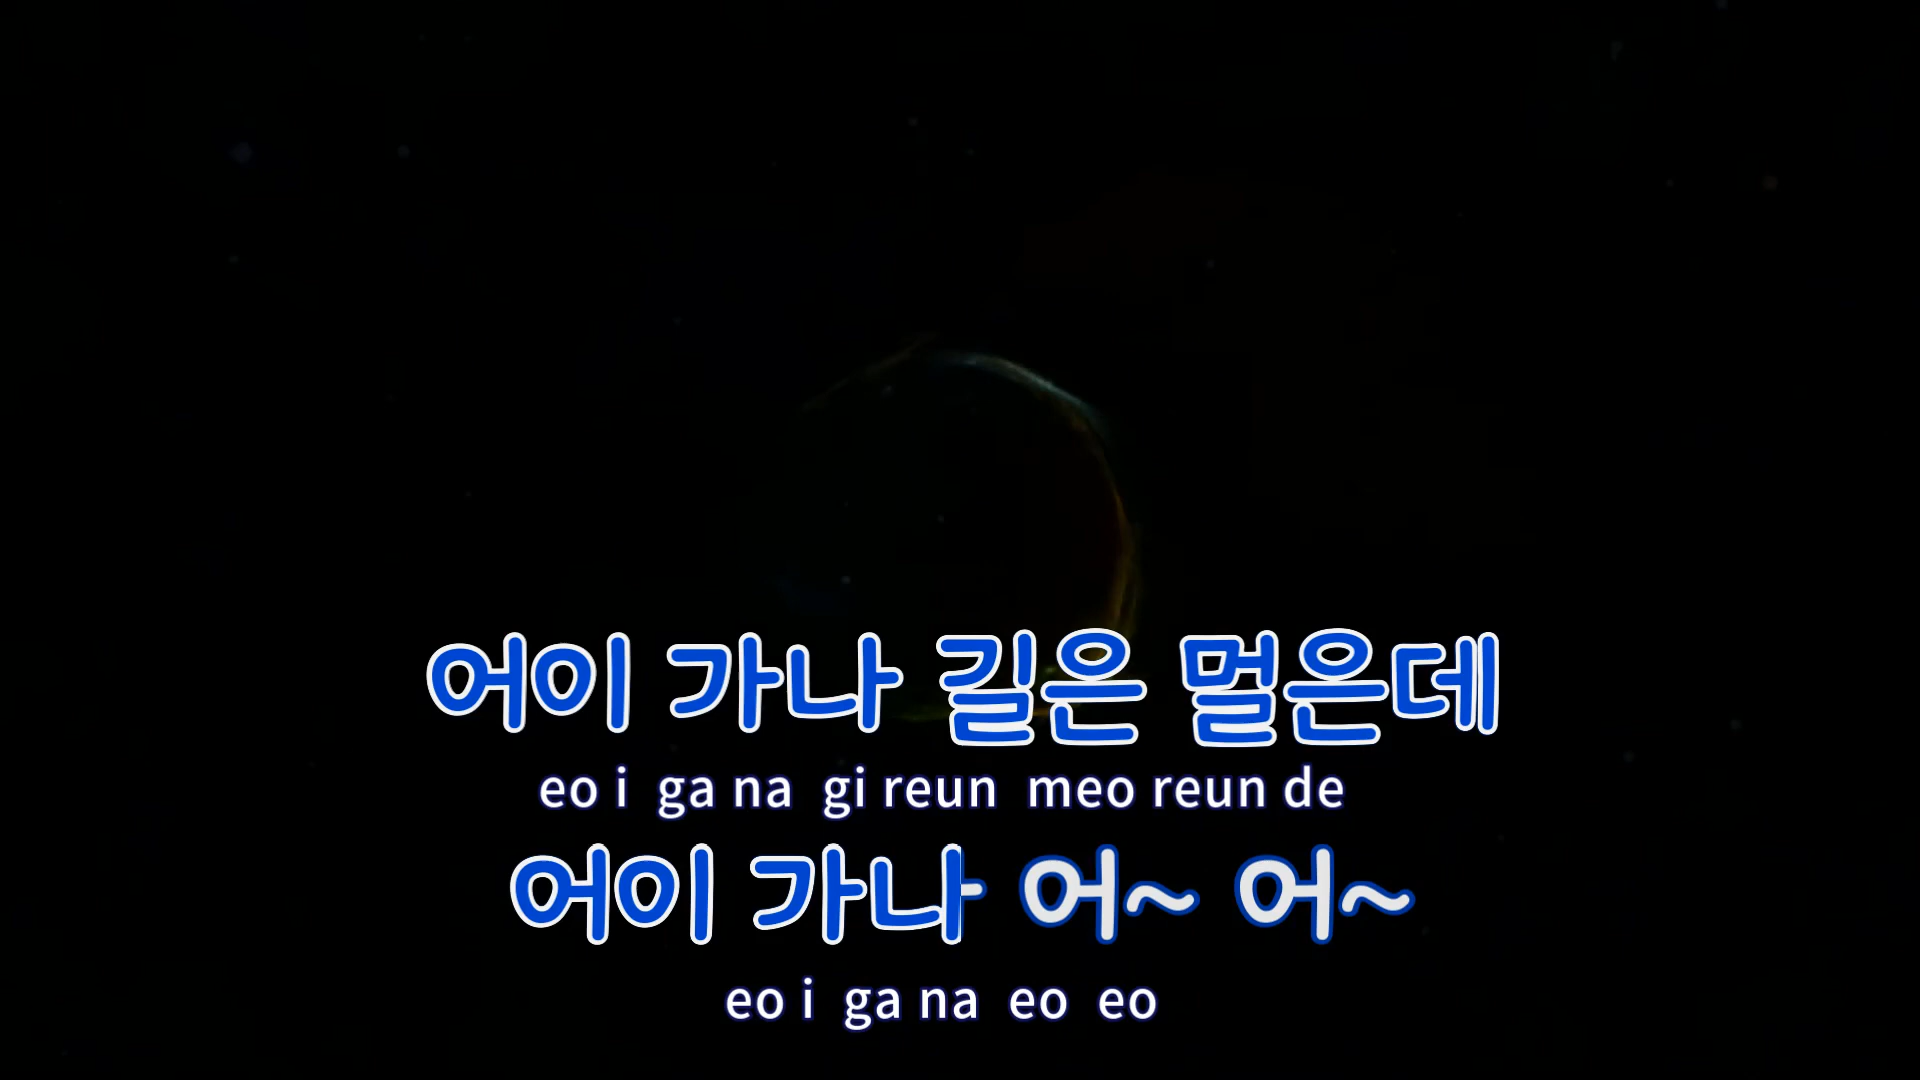 어이 가나 길은 멀은데
eo i ga na gi reun meo reun de
어이 가나 어~ 어~
eo i ga na eo eo